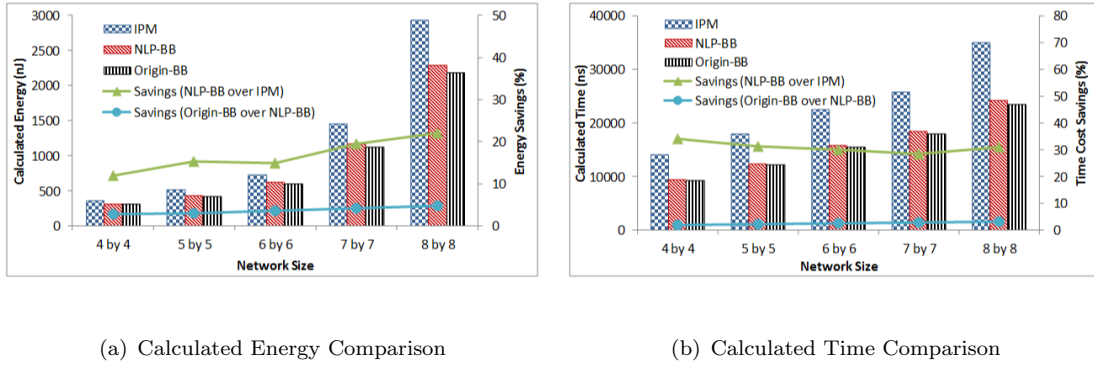 3000
2500
2000
1500
1000
500
0
Calculated Energy (nJ)
IPM
NLP-BB
Origin-BB
Savings (NLP-BB over IPM)
Savings (Origin-BB over NLP-BB)
50
40
30
20
10
0
Energy Savings (%)
4 by 4 5 by 5 6 by 6 7 by 7 8 by 8
Network Size
(a) Calculated Energy Comparison
40000
30000
20000
10000
0
Calculated Time (ns)
IPM
NLP-BB
Origin-BB
Savings (NLP-BB over IPM)
Savings (Origin-BB over NLP-BB)
80
70
60
50
40
30
20
10
0
Time Cost Savings (%)
4 by 4 5 by 5 6 by 6 7 by 7 8 by 8
Network Size
(b) Calculated Time Comparison